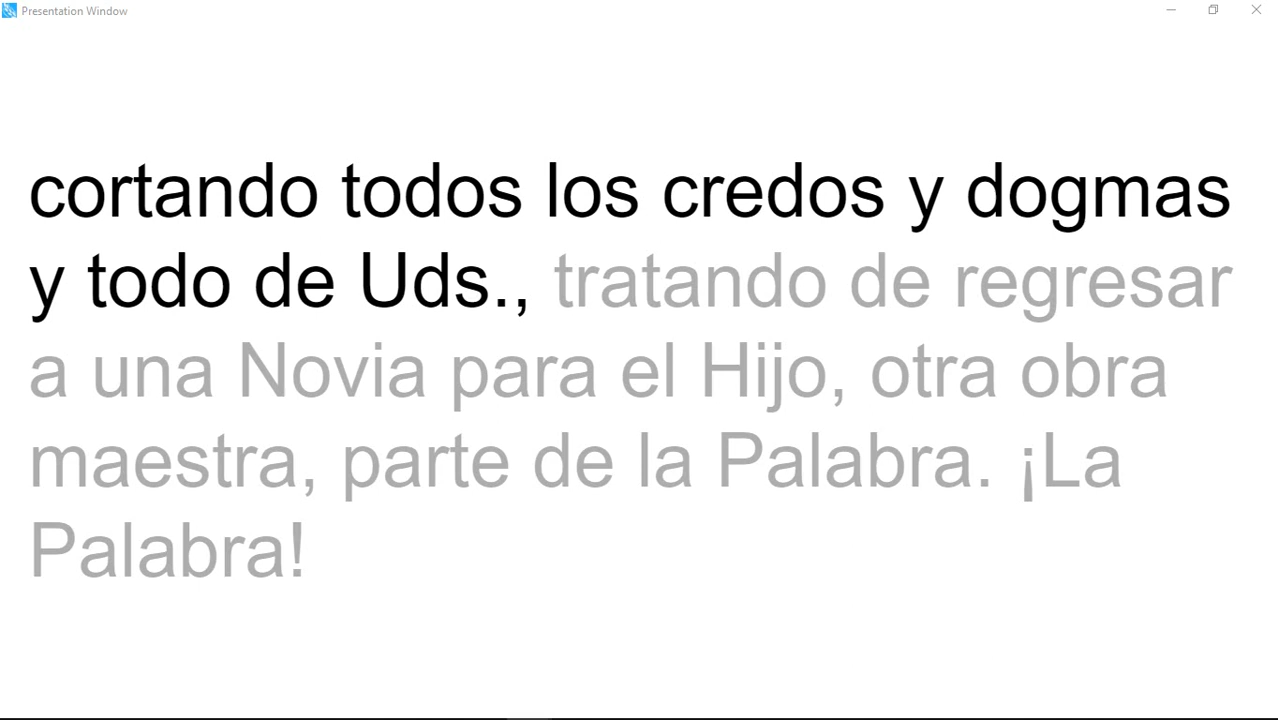 Presentation Window
cortando todos los credos y dogmas
y todo de Uds., tratando de regresar
a una Novia para el Hijo, otra obra
maestra, parte de la Palabra. ¡La
Palabra!